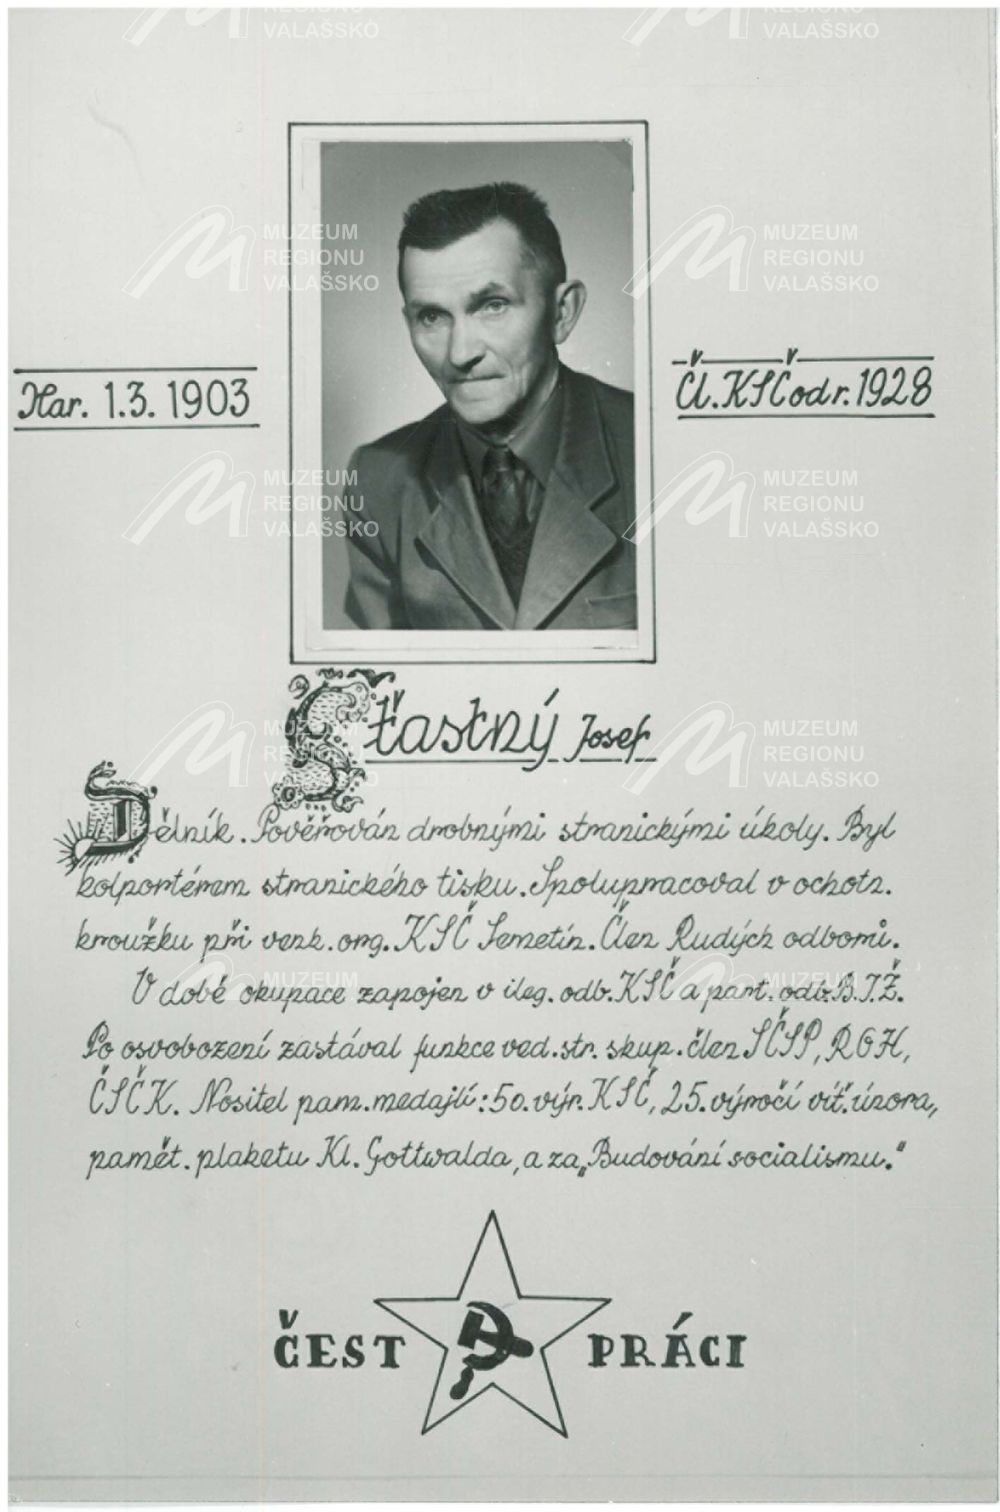 MUZEUM REGIONU VALAŠSKO
Nar. 1.3. 1903
Čl. KSČ od r. 1928
Šťastný Josef
Dělník. Pověřován drobnými stranickými úkoly. Byl
kolportérem stranického tisku. Spolupracoval v ochotn.
kroužku při venk. org. KSČ Semetín. Člen Rudých odborů.
V době okupace zapojen v ileg. odb. KSČ a part. odb. B.T.Ž.
Po osvobození zastával funkce ved. str. skup. člen SČSP, ROH,
ČSČK. Nositel pam. medajlí: 50. výr. KSČ, 25. výročí víť. února,
pamět. plaketu Kl. Gottwalda, a za „Budování socialismu."
ČEST PRÁCI